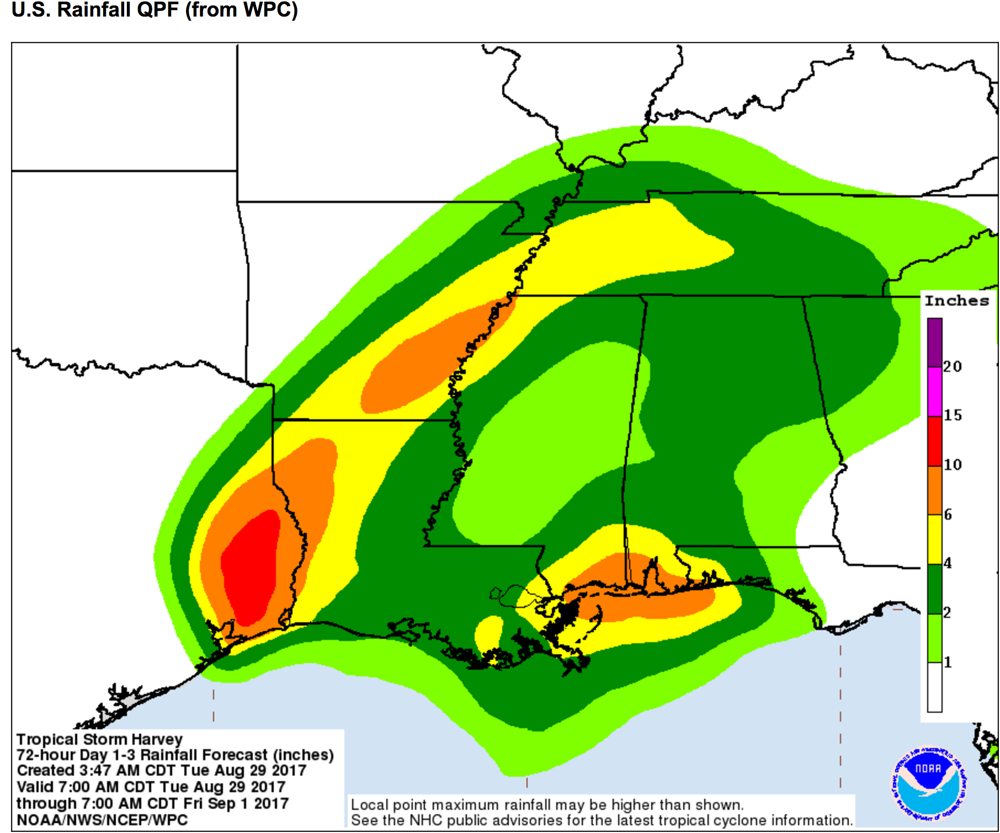 U.S. Rainfall QPF (from WPC)
Inches
20
15
10
6
4
2
1
Tropical Storm Harvey
72-hour Day 1-3 Rainfall Forecast (inches)
Created 3:47 AM CDT Tue Aug 29 2017
Valid 7:00 AM CDT Tue Aug 29 2017
through 7:00 AM CDT Fri Sep 1 2017
NOAA/NWS/NCEP/WPC
Local point maximum rainfall may be higher than shown.
See the NHC public advisories for the latest tropical cyclone information.
NOAA